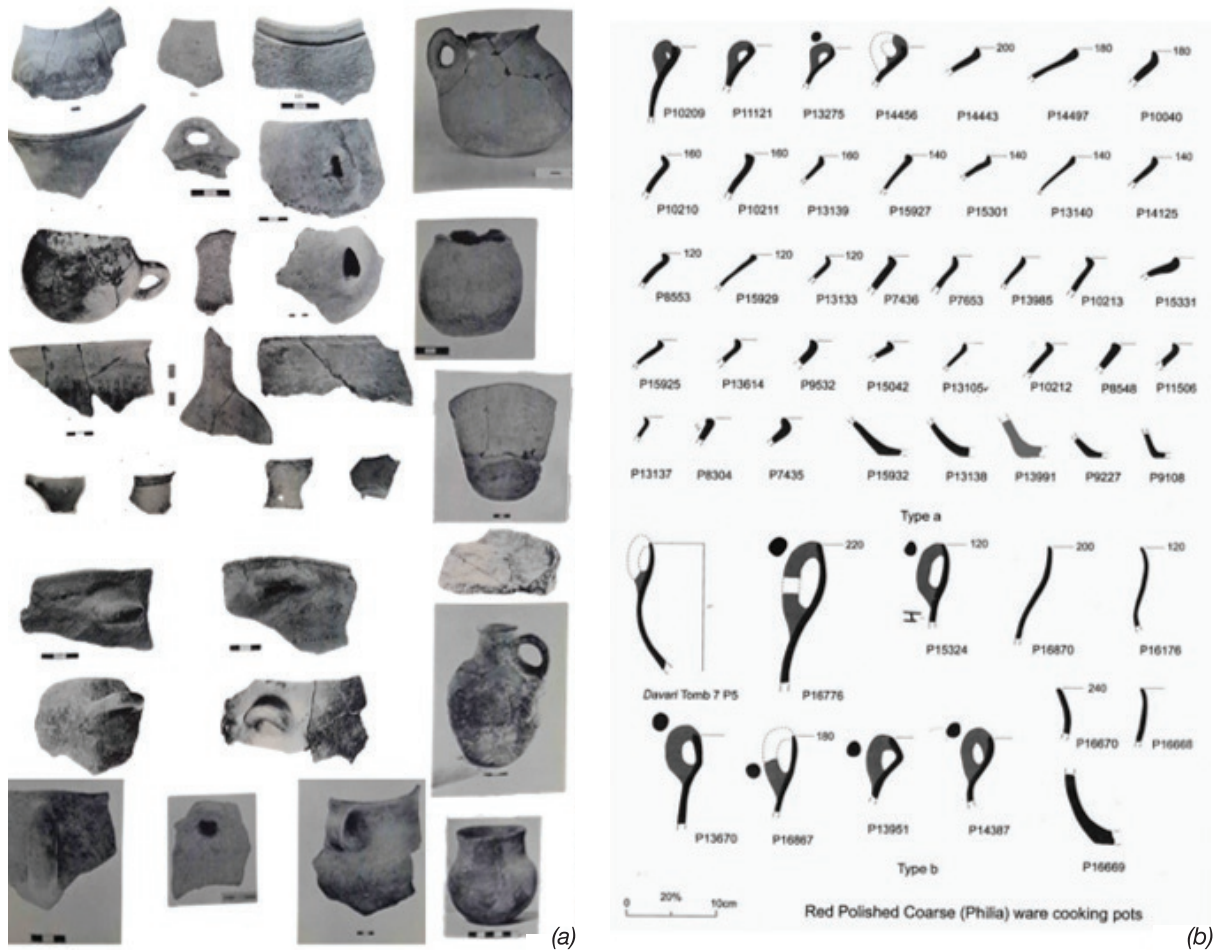 P10209 P11121 P13275 P14456 200 P14443 180 P14497 180 P10040
160 P10210 160 P10211 160 P13139 140 P15927 140 P15301 140 P13140 140 P14125
120 P8553 120 P15929 120 P13133 P7436 P7653 P13985 P10213 P15331
P15925 P13614 P9532 P15042 P13105 P10212 P8548 P11506
P13137 P8304 P7435 P15932 P13138 P13991 P9227 P9108
Type a
220 120 200 120
Davari Tomb 7 P5 P16776 P15324 P16870 P16176
180 240
P16670 P16668
P13670 P16867 P13951 P14387
Type b P16669
0 20% 10cm
Red Polished Coarse (Philia) ware cooking pots
(a) (b)